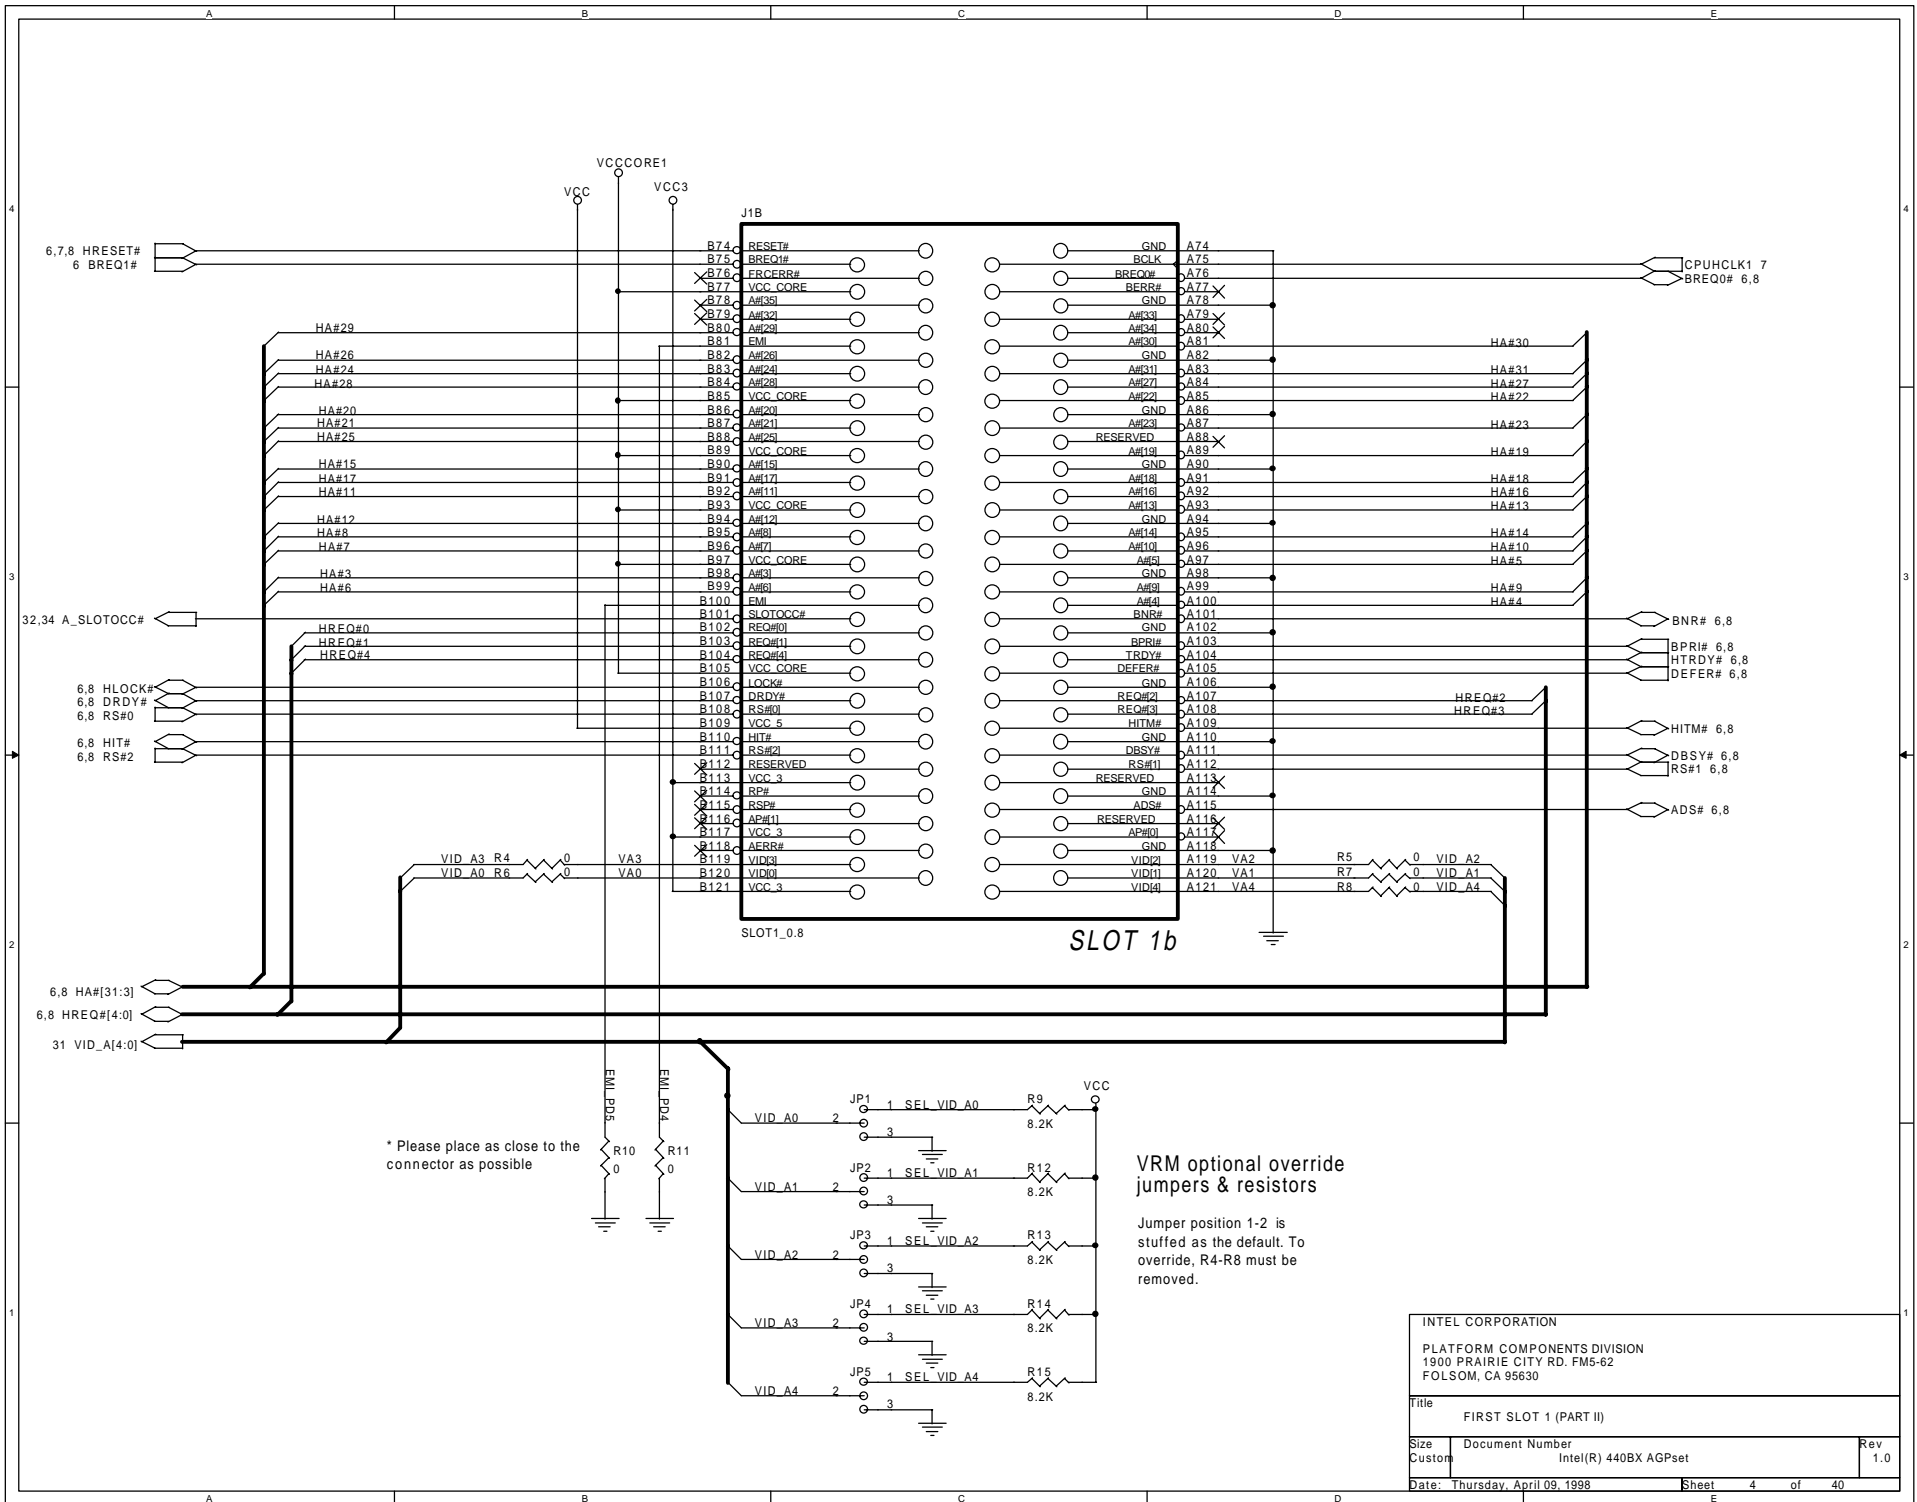 A B C D E
VCCCORE1
VCC VCC3
4 4
J1B
6,7,8 HRESET# B74 RESET# GND A74
6 BREQ1# B75 BREQ1# BCLK A75 CPUHCLK1 7
B76 FRCERR# BREQ0# A76 BREQ0# 6,8
B77 VCC_CORE BERR# A77
B78 A#[35] GND A78
B79 A#[32] A#[33] A79
HA#29 B80 A#[29] A#[34] A80
B81 EMI A#[30] A81 HA#30
HA#26 B82 A#[26] GND A82
HA#24 B83 A#[24] A#[31] A83 HA#31
HA#28 B84 A#[28] A#[27] A84 HA#27
B85 VCC_CORE A#[22] A85 HA#22
HA#20 B86 A#[20] GND A86
HA#21 B87 A#[21] A#[23] A87 HA#23
HA#25 B88 A#[25] RESERVED A88
B89 VCC_CORE A#[19] A89 HA#19
HA#15 B90 A#[15] GND A90
HA#17 B91 A#[17] A#[18] A91 HA#18
HA#11 B92 A#[11] A#[16] A92 HA#16
B93 VCC_CORE A#[13] A93 HA#13
HA#12 B94 A#[12] GND A94
HA#8 B95 A#[8] A#[14] A95 HA#14
HA#7 B96 A#[7] A#[10] A96 HA#10
B97 VCC_CORE A#[5] A97 HA#5
3 HA#3 B98 A#[3] GND A98 3
HA#6 B99 A#[6] A#[9] A99 HA#9
B100 EMI A#[4] A100 HA#4
32,34 A_SLOTOCC# B101 SLOTOCC# BNR# A101 BNR# 6,8
HREQ#0 B102 REQ#[0] GND A102
HREQ#1 B103 REQ#[1] BPRI# A103 BPRI# 6,8
HREQ#4 B104 REQ#[4] TRDY# A104 HTRDY# 6,8
B105 VCC_CORE DEFER# A105 DEFER# 6,8
6,8 HLOCK# B106 LOCK# GND A106
6,8 DRDY# B107 DRDY# REQ#[2] A107 HREQ#2
6,8 RS#0 B108 RS#[0] REQ#[3] A108 HREQ#3
B109 VCC_5 HITM# A109 HITM# 6,8
6,8 HIT# B110 HIT# GND A110
6,8 RS#2 B111 RS#[2] DBSY# A111 DBSY# 6,8
B112 RESERVED RS#[1] A112 RS#1 6,8
B113 VCC_3 RESERVED A113
B114 RP# GND A114
B115 RSP# ADS# A115 ADS# 6,8
B116 AP#[1] RESERVED A116
B117 VCC_3 AP#[0] A117
B118 AERR# GND A118
VID_A3 R4 0 VA3 B119 VID[3] VID[2] A119 VA2 R5 0 VID_A2
VID_A0 R6 0 VA0 B120 VID[0] VID[1] A120 VA1 R7 0 VID_A1
B121 VCC_3 VID[4] A121 VA4 R8 0 VID_A4
SLOT1_0.8
SLOT 1b
2 2
6,8 HA#[31:3]
6,8 HREQ#[4:0]
31 VID_A[4:0]
EMI_PD5 EMI_PD4
R10 0
R11 0
* Please place as close to the
connector as possible
VCC
JP1 1 SEL_VID_A0 R9
VID_A0 2 8.2K
3
JP2 1 SEL_VID_A1 R12
VID_A1 2 8.2K
3
JP3 1 SEL_VID_A2 R13
VID_A2 2 8.2K
3
JP4 1 SEL_VID_A3 R14
VID_A3 2 8.2K
3
JP5 1 SEL_VID_A4 R15
VID_A4 2 8.2K
3
VRM optional override
jumpers & resistors
Jumper position 1-2 is
stuffed as the default. To
override, R4-R8 must be
removed.
1 1
INTEL CORPORATION
PLATFORM COMPONENTS DIVISION
1900 PRAIRIE CITY RD. FM5-62
FOLSOM, CA 95630
Title
FIRST SLOT 1 (PART II)
Size Document Number Rev
Custom Intel(R) 440BX AGPset 1.0
Date: Thursday, April 09, 1998 Sheet 4 of 40
A B C D E